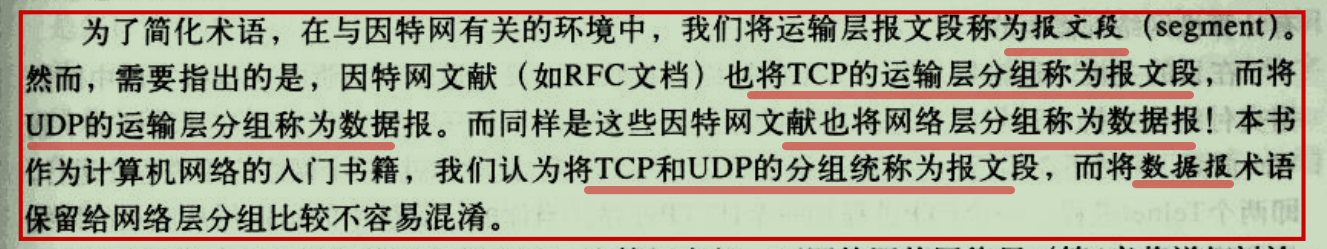 为了简化术语，在与因特网有关的环境中，我们将运输层报文段称为报文段（segment）。
然而，需要指出的是，因特网文献（如RFC文档）也将TCP的运输层分组称为报文段，而将
UDP的运输层分组称为数据报。而同样是这些因特网文献也将网络层分组称为数据报！本书
作为计算机网络的入门书籍，我们认为将TCP和UDP的分组统称为报文段，而将数据报术语
保留给网络层分组比较不容易混淆。